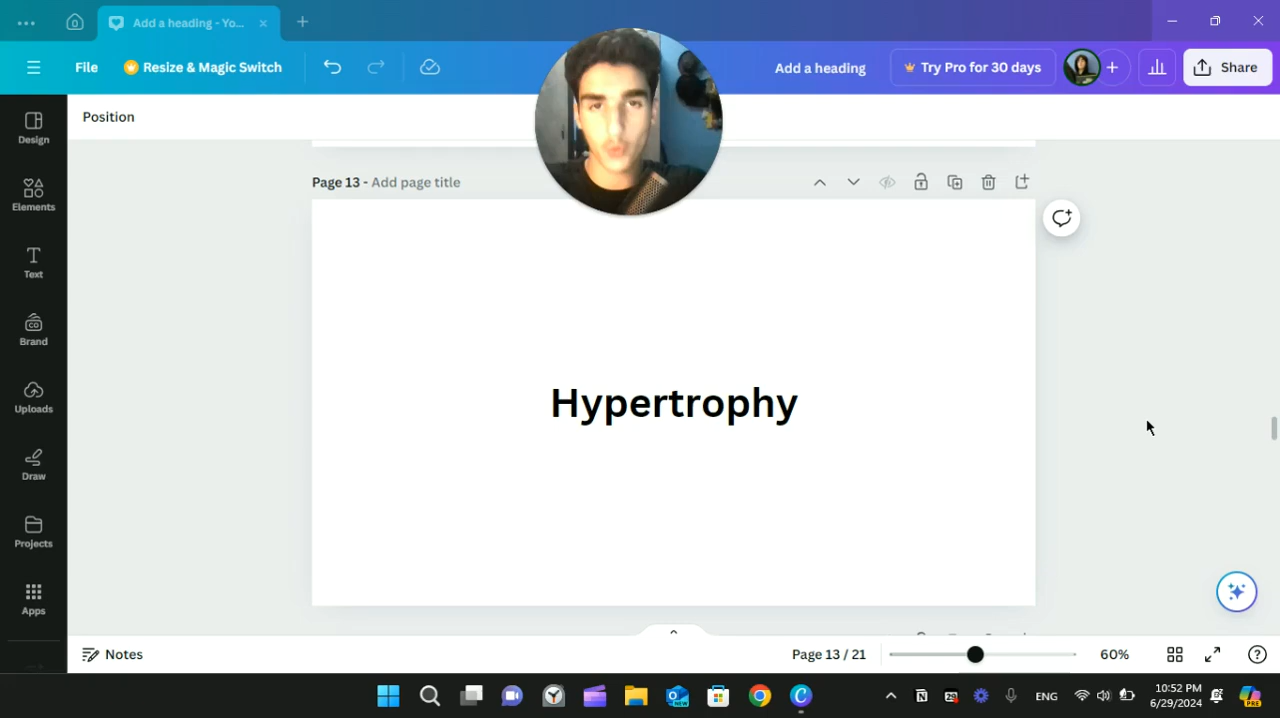 Add a heading - Yo...
File
Resize & Magic Switch
Add a heading
Try Pro for 30 days
Share
Position
Design
Elements
Text
CO
Brand
Uploads
Draw
Projects
Apps
Page 13 - Add page title
Hypertrophy
Notes
Page 13 / 21
60%
ENG
10:52 PM
6/29/2024
PRE